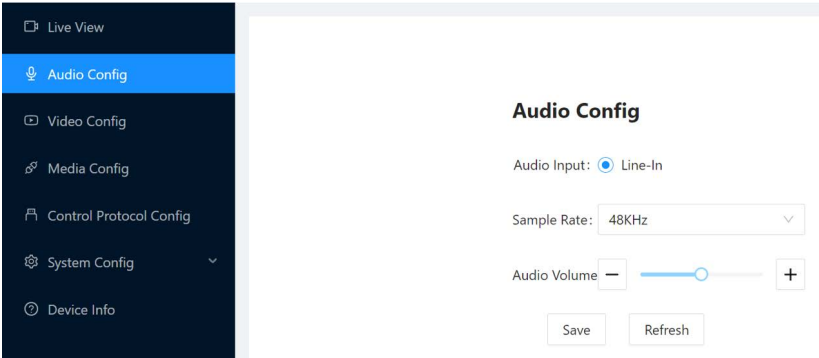 Live View
Audio Config
Video Config
Media Config
Control Protocol Config
System Config
Device Info
Audio Config
Audio Input: Line-In
Sample Rate: 48KHz
Audio Volume − +
Save Refresh